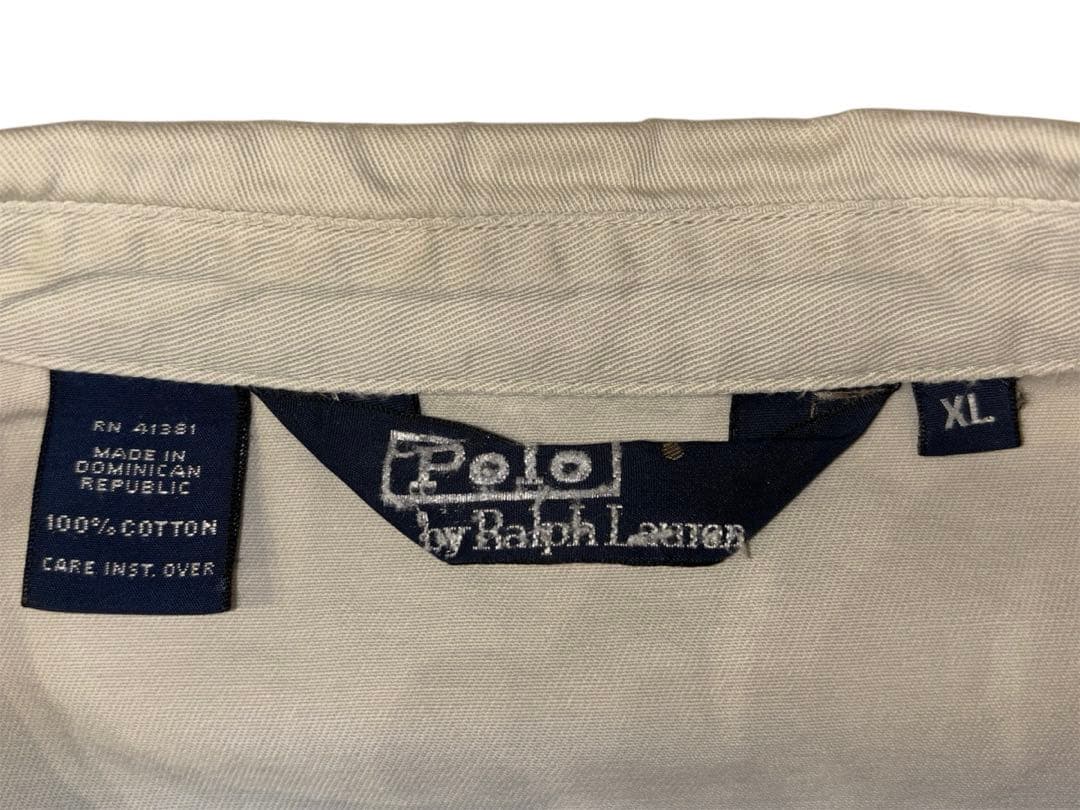 RN 41381
MADE IN
DOMINICAN
REPUBLIC
100% COTTON
CARE INST. OVER
Polo
by Ralph Lauren
XL